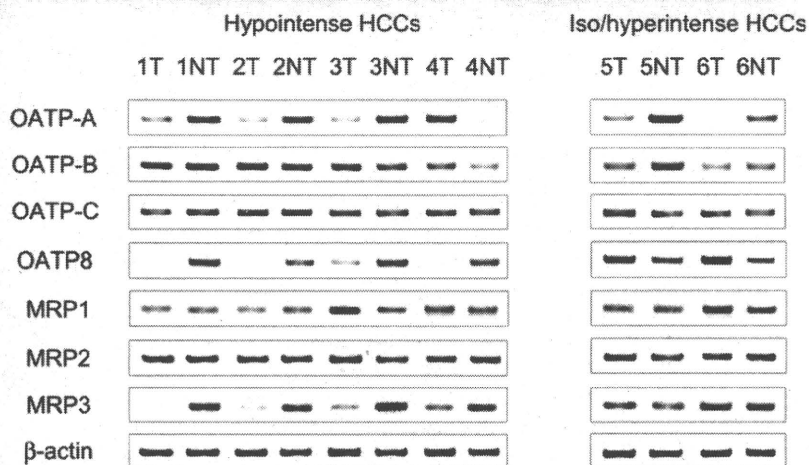 Hypointense HCCs Iso/hyperintense HCCs
1T 1NT 2T 2NT 3T 3NT 4T 4NT 5T 5NT 6T 6NT
OATP-A
OATP-B
OATP-C
OATP8
MRP1
MRP2
MRP3
β-actin